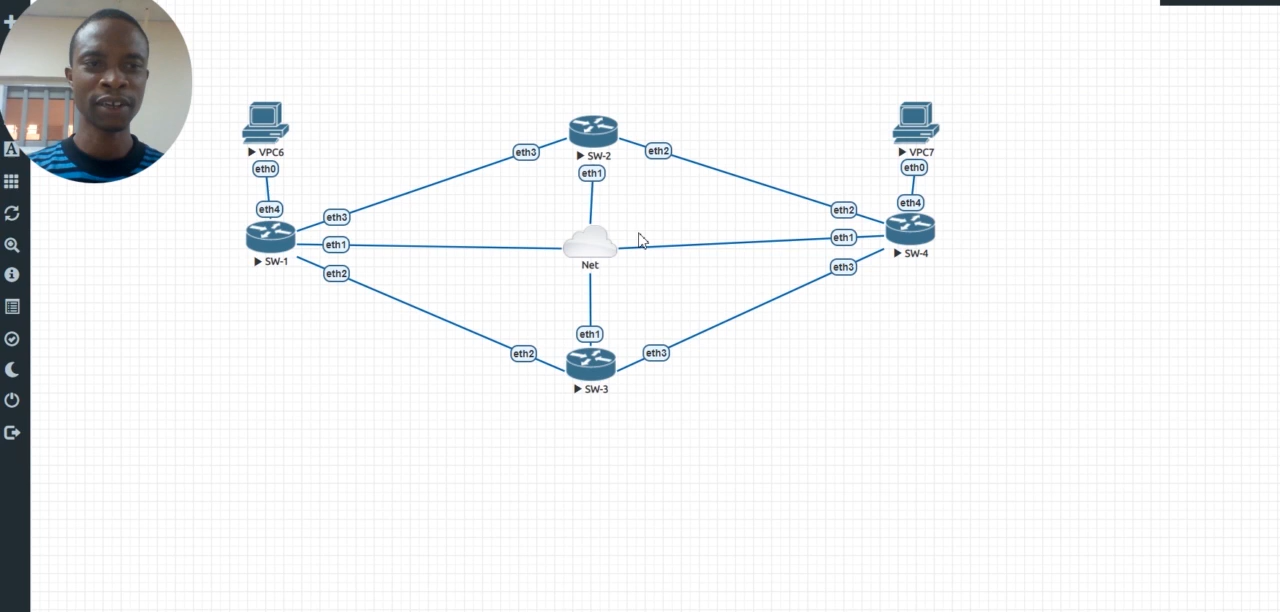 A
VPC6
eth0
eth4
SW-1
eth3
eth1
eth2
eth3
SW-2
eth2
eth1
Net
eth1
eth2
eth3
SW-3
VPC7
eth0
eth4
eth2
eth1
eth3
SW-4